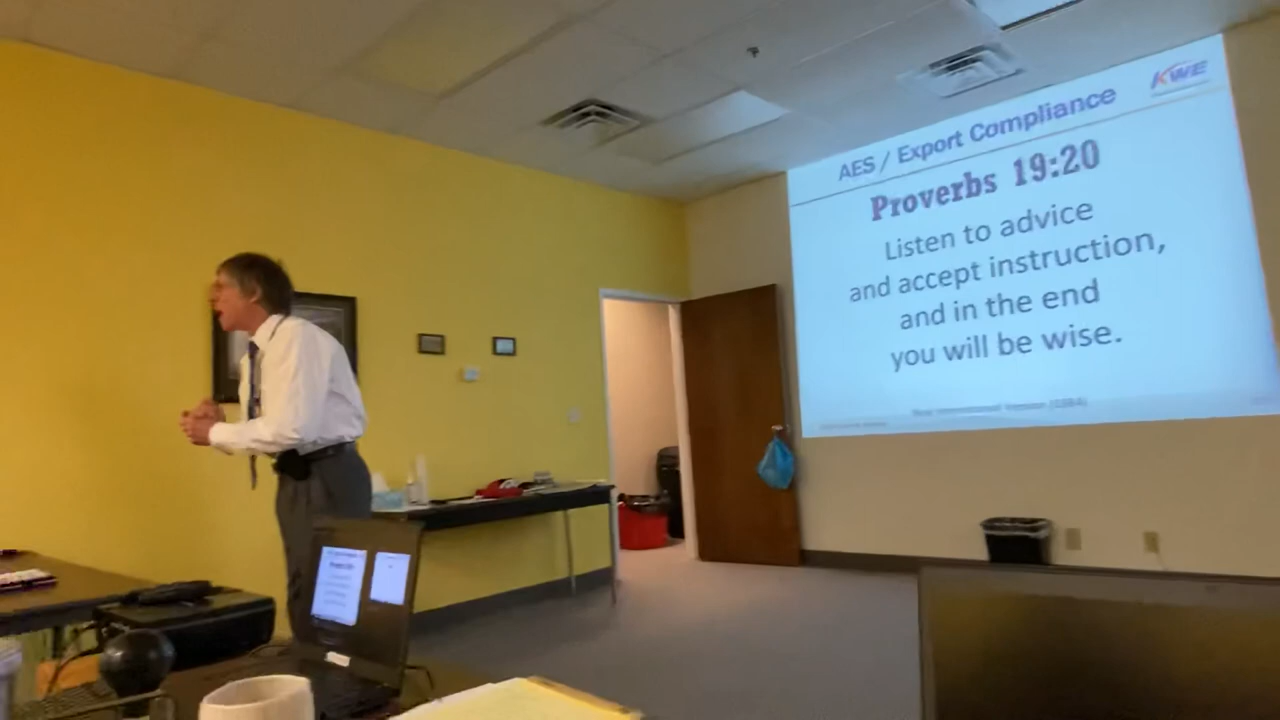 KWE
AES / Export Compliance
Proverbs 19:20
Listen to advice
and accept instruction,
and in the end
you will be wise.